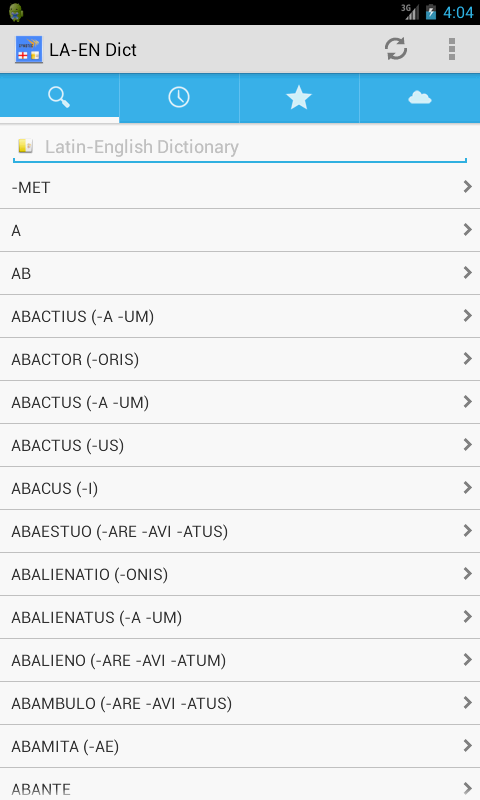 3G
4:04
LA-EN Dict
Latin-English Dictionary
-MET
A
AB
ABACTIUS (-A -UM)
ABACTOR (-ORIS)
ABACTUS (-A -UM)
ABACTUS (-US)
ABACUS (-I)
ABAESTUO (-ARE -AVI -ATUS)
ABALIENATIO (-ONIS)
ABALIENATUS (-A -UM)
ABALIENO (-ARE -AVI -ATUM)
ABAMBULO (-ARE -AVI -ATUS)
ABAMITA (-AE)
ABANTE